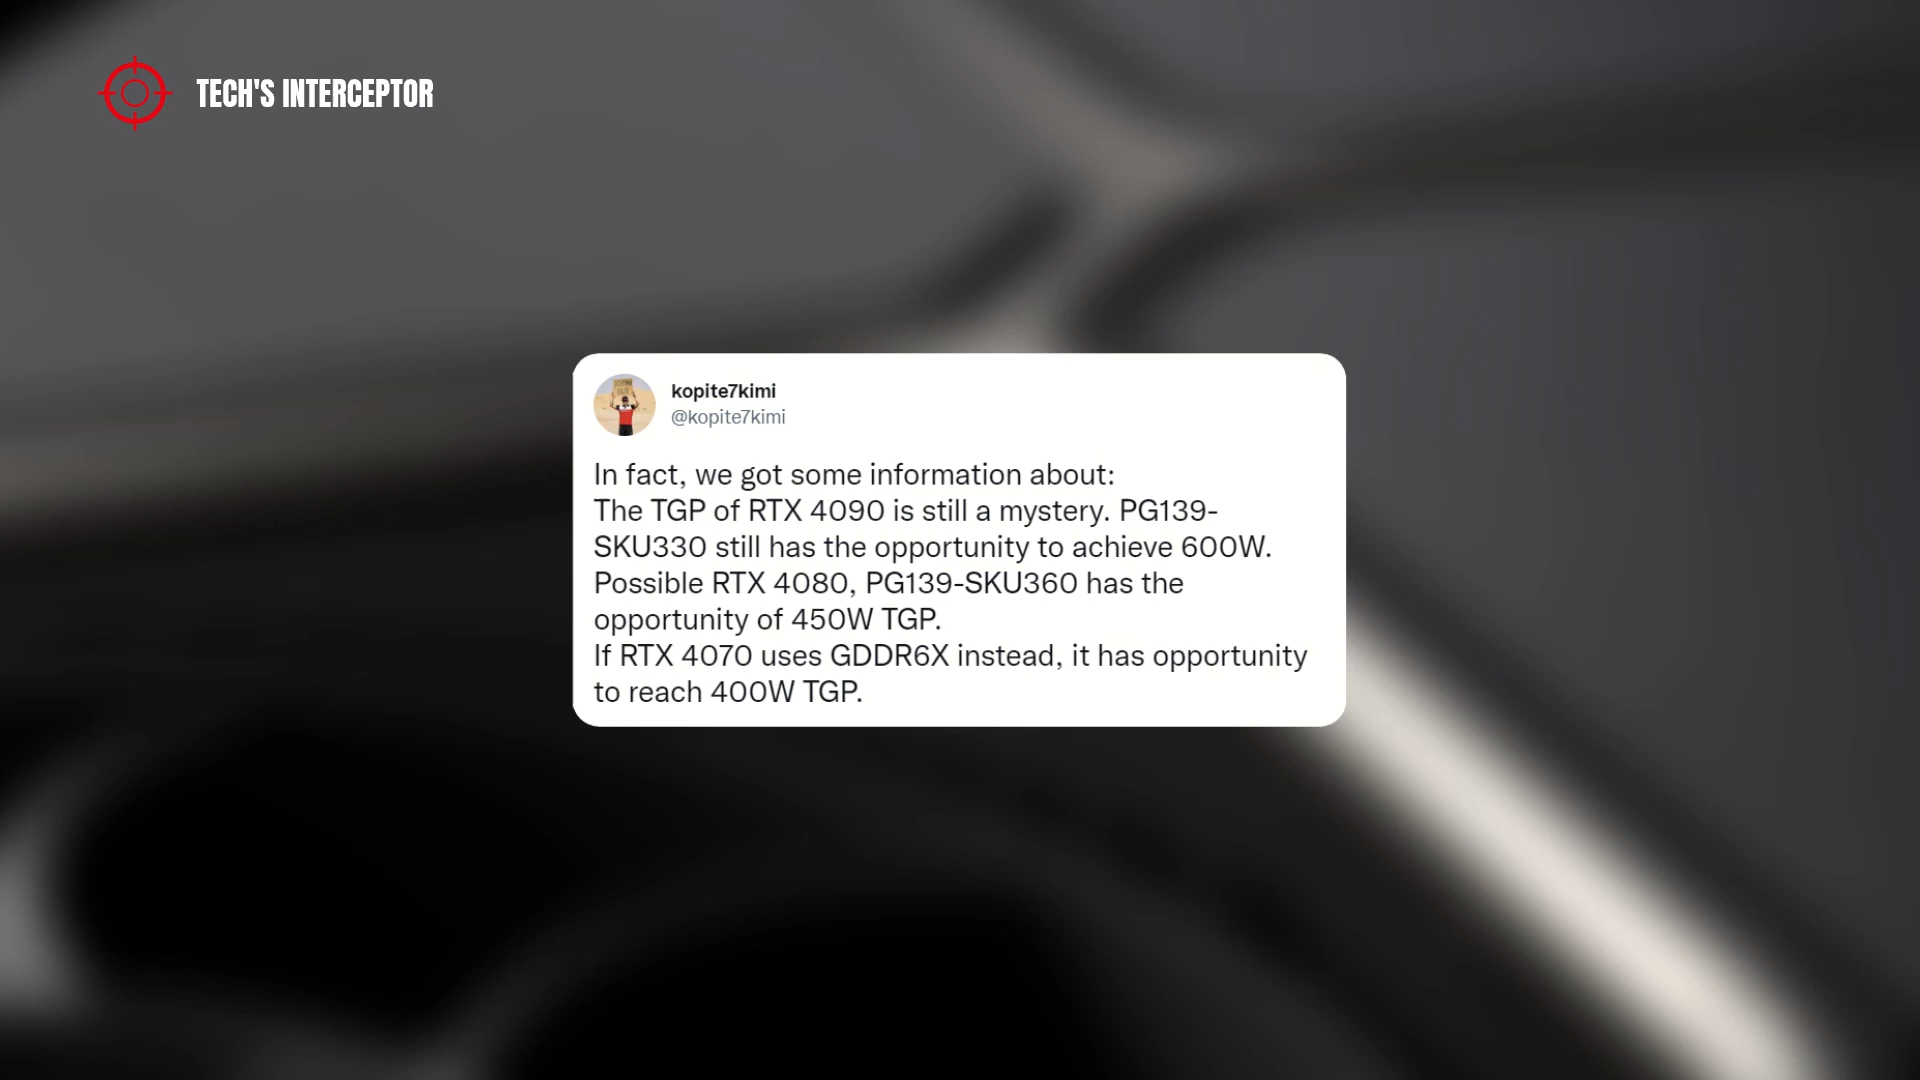 TECH'S INTERCEPTOR
kopite7kimi
@kopite7kimi
In fact, we got some information about:
The TGP of RTX 4090 is still a mystery. PG139-
SKU330 still has the opportunity to achieve 600W.
Possible RTX 4080, PG139-SKU360 has the
opportunity of 450W TGP.
If RTX 4070 uses GDDR6X instead, it has opportunity
to reach 400W TGP.